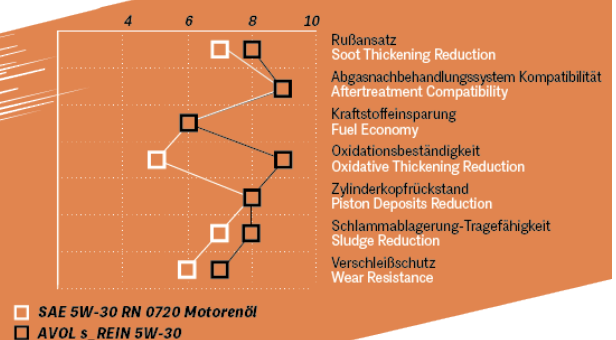 4 6 8 10
Rußansatz
Soot Thickening Reduction
Abgasnachbehandlungssystem Kompatibilität
Aftertreatment Compatibility
Kraftstoffeinsparung
Fuel Economy
Oxidationsbeständigkeit
Oxidative Thickening Reduction
Zylinderkopfrückstand
Piston Deposits Reduction
Schlammablagerung-Tragefähigkeit
Sludge Reduction
Verschleißschutz
Wear Resistance
SAE 5W-30 RN 0720 Motorenöl
AVOL s_REIN 5W-30